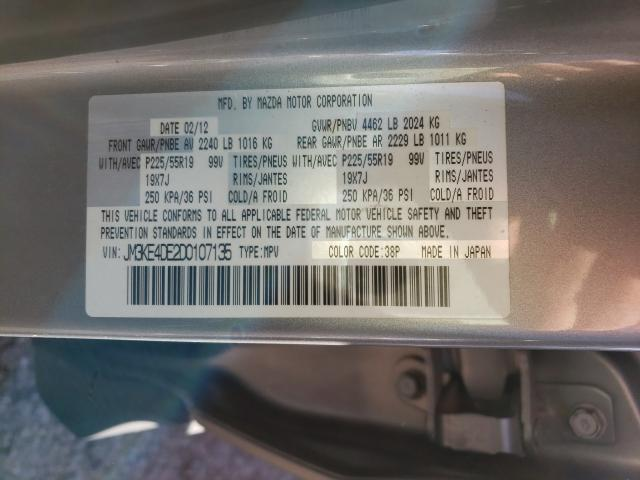 MFD. BY MAZDA MOTOR CORPORATION
DATE 02/12 GVWR/PNBV 4462 LB 2024 KG
FRONT GAWR/PNBE AV 2240 LB 1016 KG REAR GAWR/PNBE AR 2229 LB 1011 KG
WITH/AVEC P225/55R19 99V TIRES/PNEUS WITH/AVEC P225/55R19 99V TIRES/PNEUS
19X7J RIMS/JANTES 19X7J RIMS/JANTES
250 KPA/36 PSI COLD/A FROID 250 KPA/36 PSI COLD/A FROID
THIS VEHICLE CONFORMS TO ALL APPLICABLE FEDERAL MOTOR VEHICLE SAFETY AND THEFT
PREVENTION STANDARDS IN EFFECT ON THE DATE OF MANUFACTURE SHOWN ABOVE.
VIN: JM3KE4DE2D0107135 TYPE:MPV COLOR CODE:38P MADE IN JAPAN